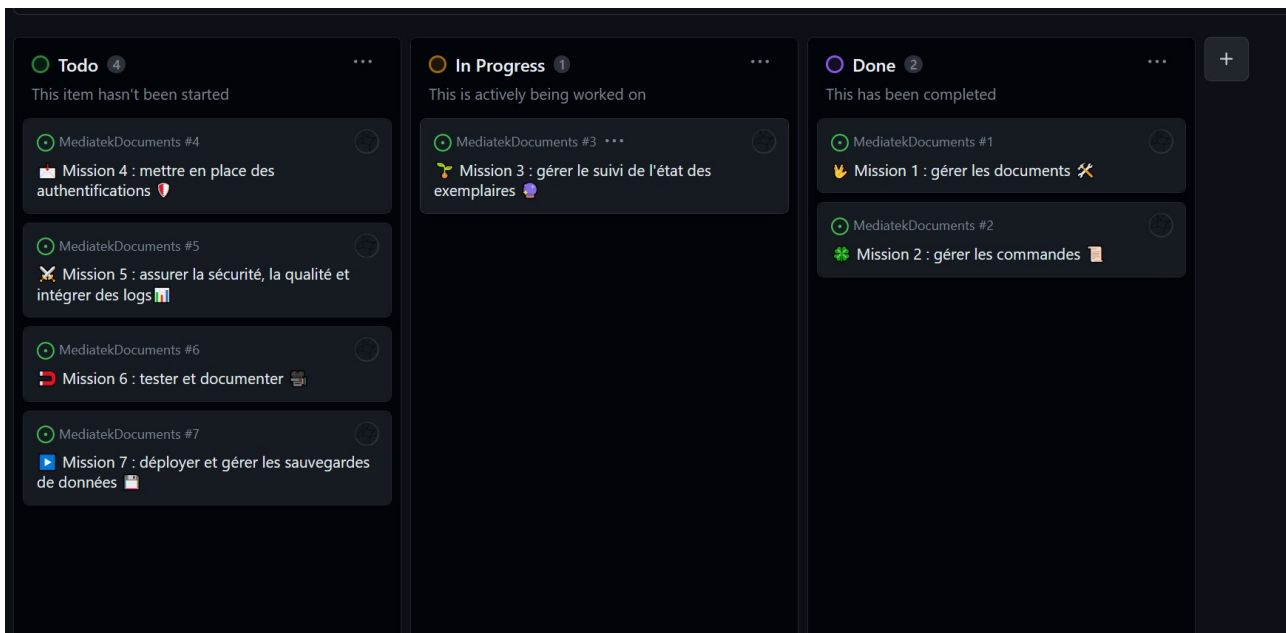 Todo 4
This item hasn't been started
MediatekDocuments #4
📩 Mission 4 : mettre en place des
authentifications 🛡️
MediatekDocuments #5
⚔️ Mission 5 : assurer la sécurité, la qualité et
intégrer des logs📊
MediatekDocuments #6
🧲 Mission 6 : tester et documenter 🎥
MediatekDocuments #7
▶️ Mission 7 : déployer et gérer les sauvegardes
de données 💾
In Progress 1
This is actively being worked on
MediatekDocuments #3
🌱 Mission 3 : gérer le suivi de l'état des
exemplaires 🔮
Done 2
This has been completed
MediatekDocuments #1
🖖 Mission 1 : gérer les documents 🛠️
MediatekDocuments #2
🍀 Mission 2 : gérer les commandes 📜